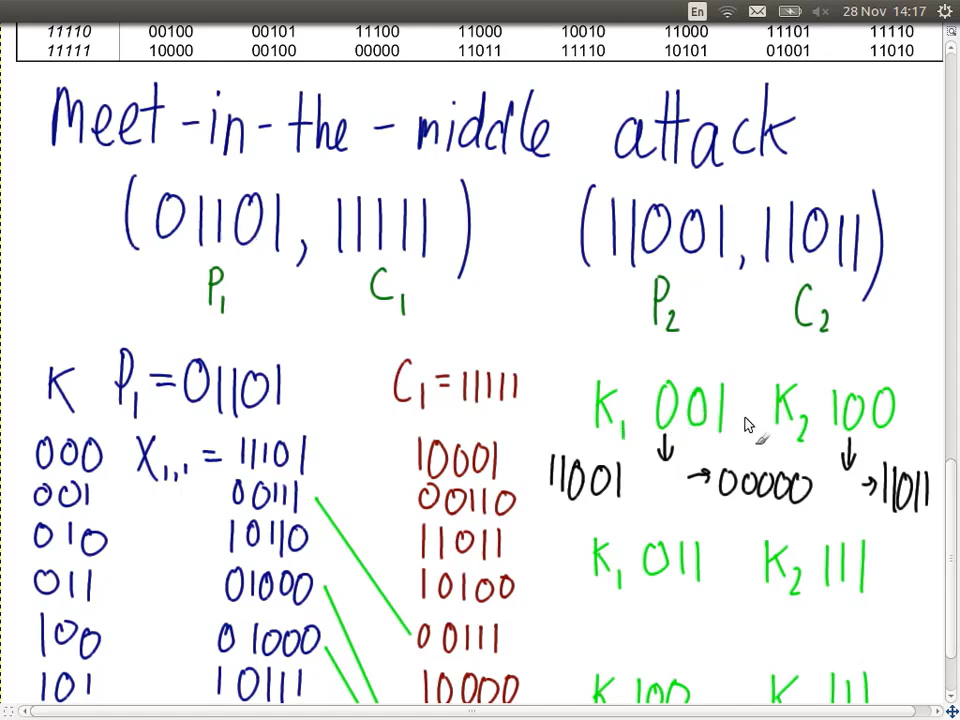 En 28 Nov 14:17
11110 00100 00101 11100 11000 10010 11000 11101 11110
11111 10000 00100 00000 11011 11110 10101 01001 11010
Meet-in-the-middle attack
(01101, 11111) (11001, 11011)
P1 C1 P2 C2
K P1 = 01101 C1 = 11111 K1 001 K2 100
000 X1,1 = 11101 10001 11001 → 00000 → 11011
001 00111 00110
010 10110 11011 K1 011 K2 111
011 01000 10100
100 01000 00111
101 10111 10000 K 100 K 111